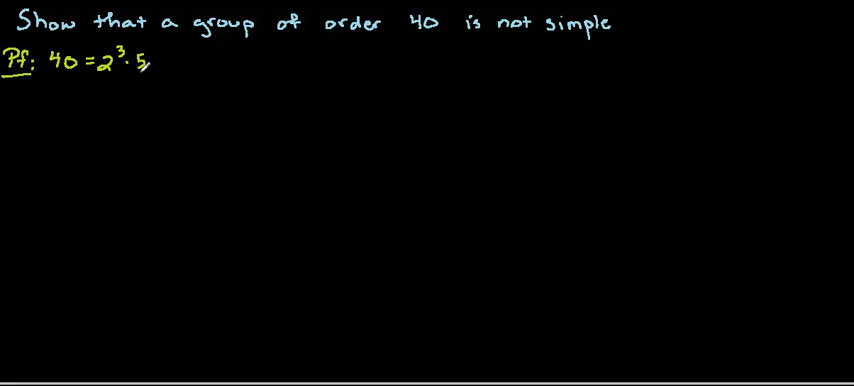 Show that a group of order 40 is not simple
Pf: 40 = 2³ · 5